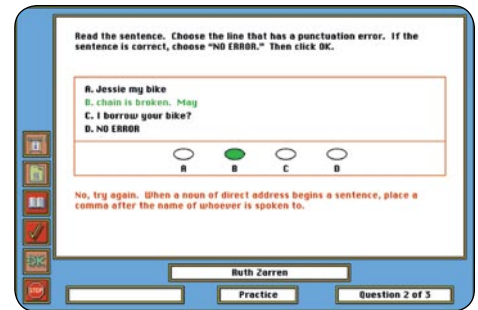 Read the sentence. Choose the line that has a punctuation error. If the
sentence is correct, choose "NO ERROR." Then click OK.
A. Jessie my bike
B. chain is broken. May
C. I borrow your bike?
D. NO ERROR
A B C D
No, try again. When a noun of direct address begins a sentence, place a
comma after the name of whoever is spoken to.
OK
STOP
Ruth Zarren
Practice
Question 2 of 3